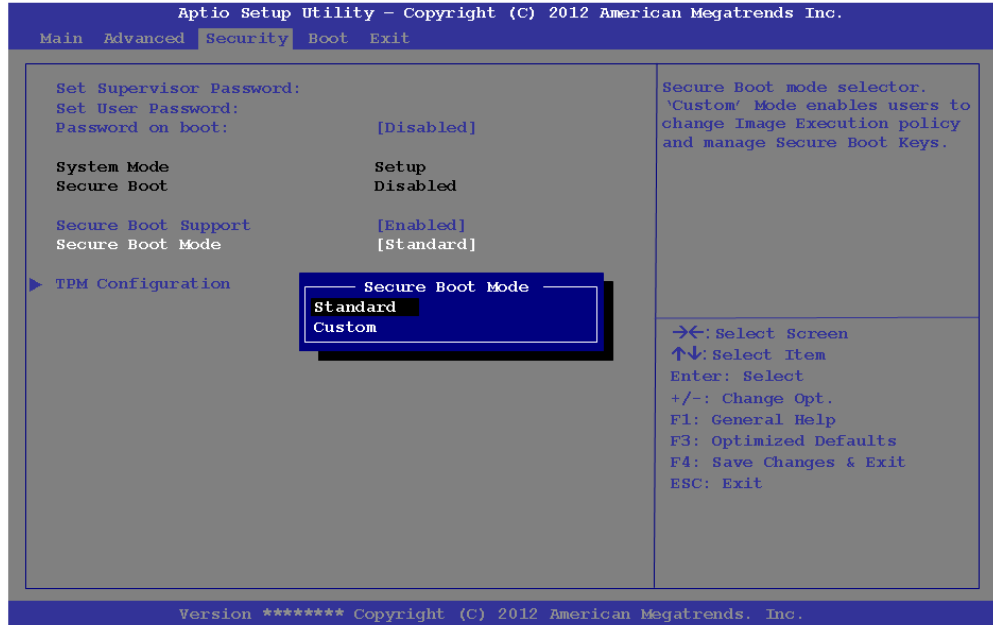 Aptio Setup Utility – Copyright (C) 2012 American Megatrends Inc.
Main Advanced Security Boot Exit
Set Supervisor Password:
Set User Password:
Password on boot: [Disabled]
System Mode Setup
Secure Boot Disabled
Secure Boot Support [Enabled]
Secure Boot Mode [Standard]
TPM Configuration
Secure Boot Mode
Standard
Custom
Secure Boot mode selector.
‵Custom′ Mode enables users to
change Image Execution policy
and manage Secure Boot Keys.
→←:Select Screen
↑↓:Select Item
Enter: Select
+/-: Change Opt.
F1: General Help
F3: Optimized Defaults
F4: Save Changes & Exit
ESC: Exit
Version ******** Copyright (C) 2012 American Megatrends. Inc.